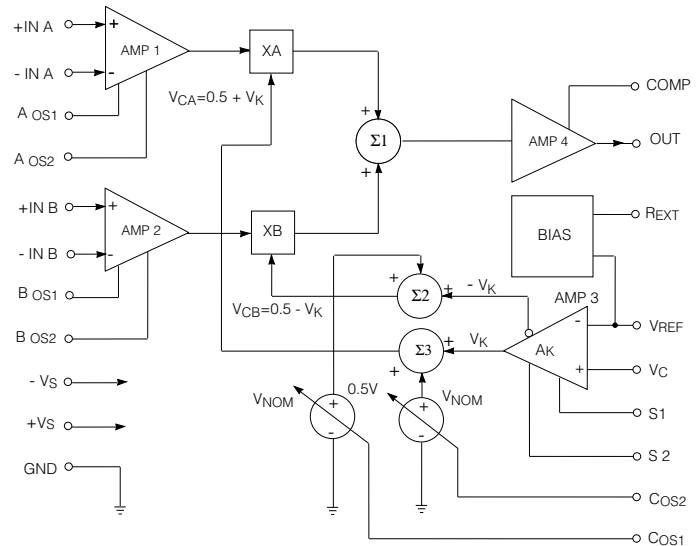 +IN A
+
AMP 1
- IN A
-
A OS1
A OS2
XA
VCA=0.5 + VK
+
Σ1
+
COMP
AMP 4
OUT
+IN B
+
AMP 2
- IN B
-
B OS1
B OS2
XB
VCB=0.5 - VK
BIAS
REXT
+
Σ2
+
- VK
AMP 3
-
VREF
AK
+
VC
+
Σ3
+
VK
S1
S 2
- VS
+VS
GND
VNOM
+
-
0.5V
+
-
VNOM
COS2
COS1